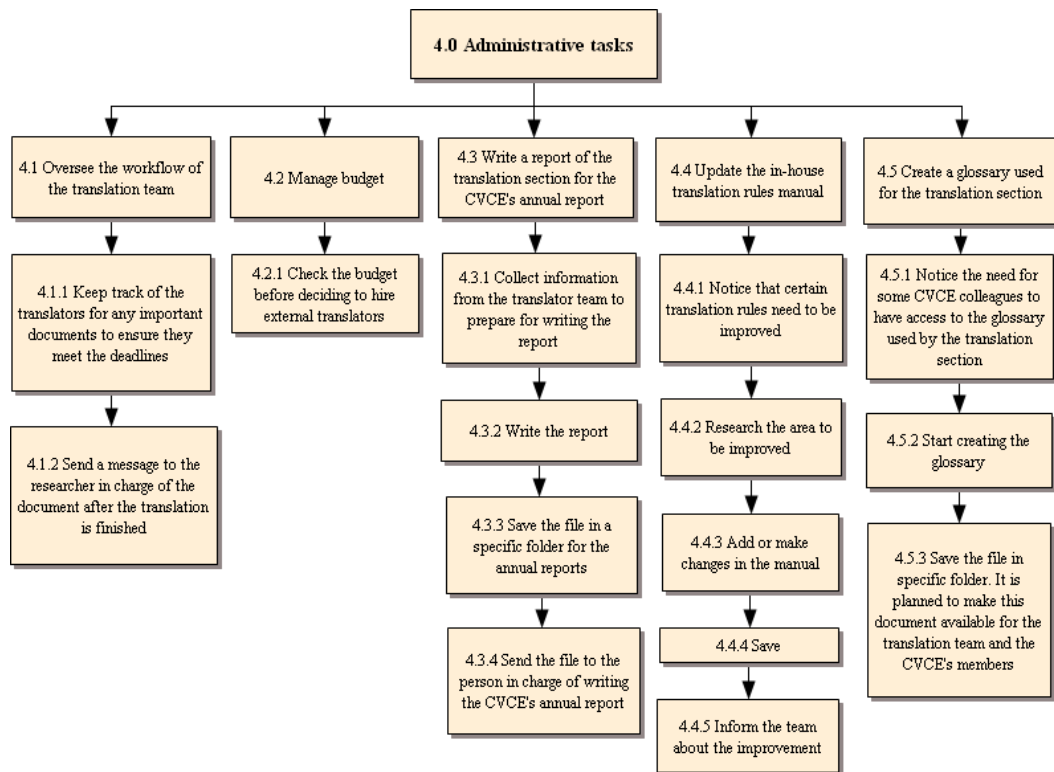 4.0 Administrative tasks
4.1 Oversee the workflow of
the translation team
4.1.1 Keep track of the
translators for any important
documents to ensure they
meet the deadlines
4.1.2 Send a message to the
researcher in charge of the
document after the translation
is finished
4.2 Manage budget
4.2.1 Check the budget
before deciding to hire
external translators
4.3 Write a report of the
translation section for the
CVCE's annual report
4.3.1 Collect information
from the translator team to
prepare for writing the
report
4.3.2 Write the report
4.3.3 Save the file in a
specific folder for the
annual reports
4.3.4 Send the file to the
person in charge of writing
the CVCE's annual report
4.4 Update the in-house
translation rules manual
4.4.1 Notice that certain
translation rules need to be
improved
4.4.2 Research the area to
be improved
4.4.3 Add or make
changes in the manual
4.4.4 Save
4.4.5 Inform the team
about the improvement
4.5 Create a glossary used
for the translation section
4.5.1 Notice the need for
some CVCE colleagues to
have access to the glossary
used by the translation
section
4.5.2 Start creating the
glossary
4.5.3 Save the file in
specific folder. It is
planned to make this
document available for the
translation team and the
CVCE's members